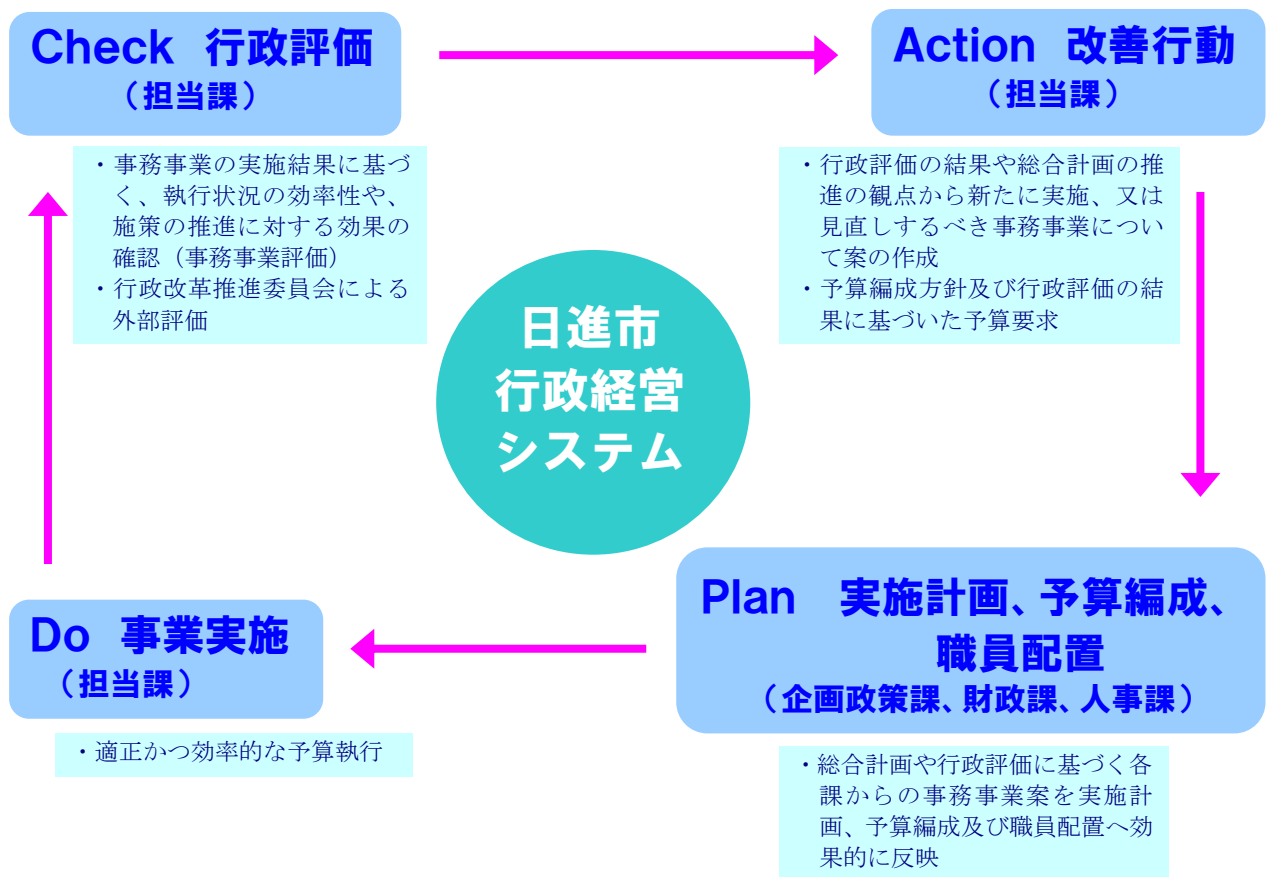 Check 行政評価
（担当課）
・事務事業の実施結果に基づ
く、執行状況の効率性や、
施策の推進に対する効果の
確認（事務事業評価）
・行政改革推進委員会による
外部評価
Action 改善行動
（担当課）
・行政評価の結果や総合計画の推
進の観点から新たに実施、又は
見直しするべき事務事業につい
て案の作成
・予算編成方針及び行政評価の結
果に基づいた予算要求
日進市
行政経営
システム
Plan 実施計画、予算編成、
職員配置
（企画政策課、財政課、人事課）
・総合計画や行政評価に基づく各
課からの事務事業案を実施計
画、予算編成及び職員配置へ効
果的に反映
Do 事業実施
（担当課）
・適正かつ効率的な予算執行